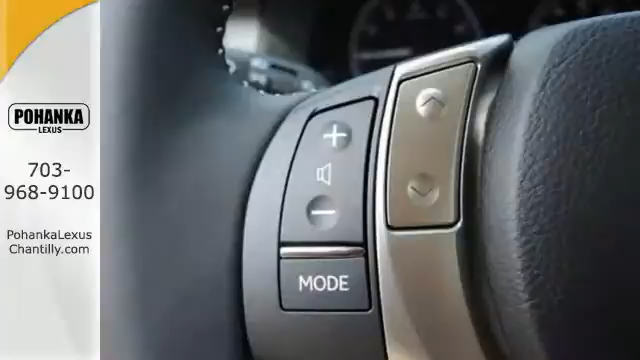 POHANKA
LEXUS
703-
968-9100
PohankaLexus
Chantilly.com
+
−
MODE